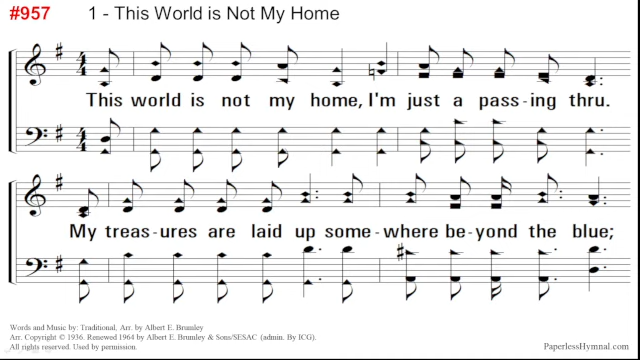 #957 1 - This World is Not My Home
This world is not my home, I'm just a pass-ing thru.
My treas-ures are laid up some-where be-yond the blue;
Words and Music by: Traditional, Arr. by Albert E. Brumley
Arr. Copyright © 1936. Renewed 1964 by Albert E. Brumley & Sons/SESAC (admin. By ICG).
All rights reserved. Used by permission.
PaperlessHymnal.com